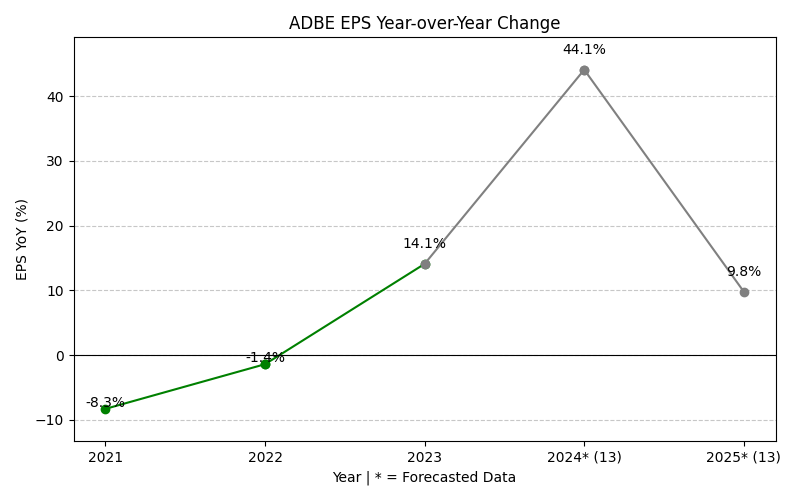 ADBE EPS Year-over-Year Change
44.1%
40
30
20
14.1%
9.8%
10
0
-1.4%
-8.3%
−10
EPS YoY (%)
2021 2022 2023 2024* (13) 2025* (13)
Year | * = Forecasted Data